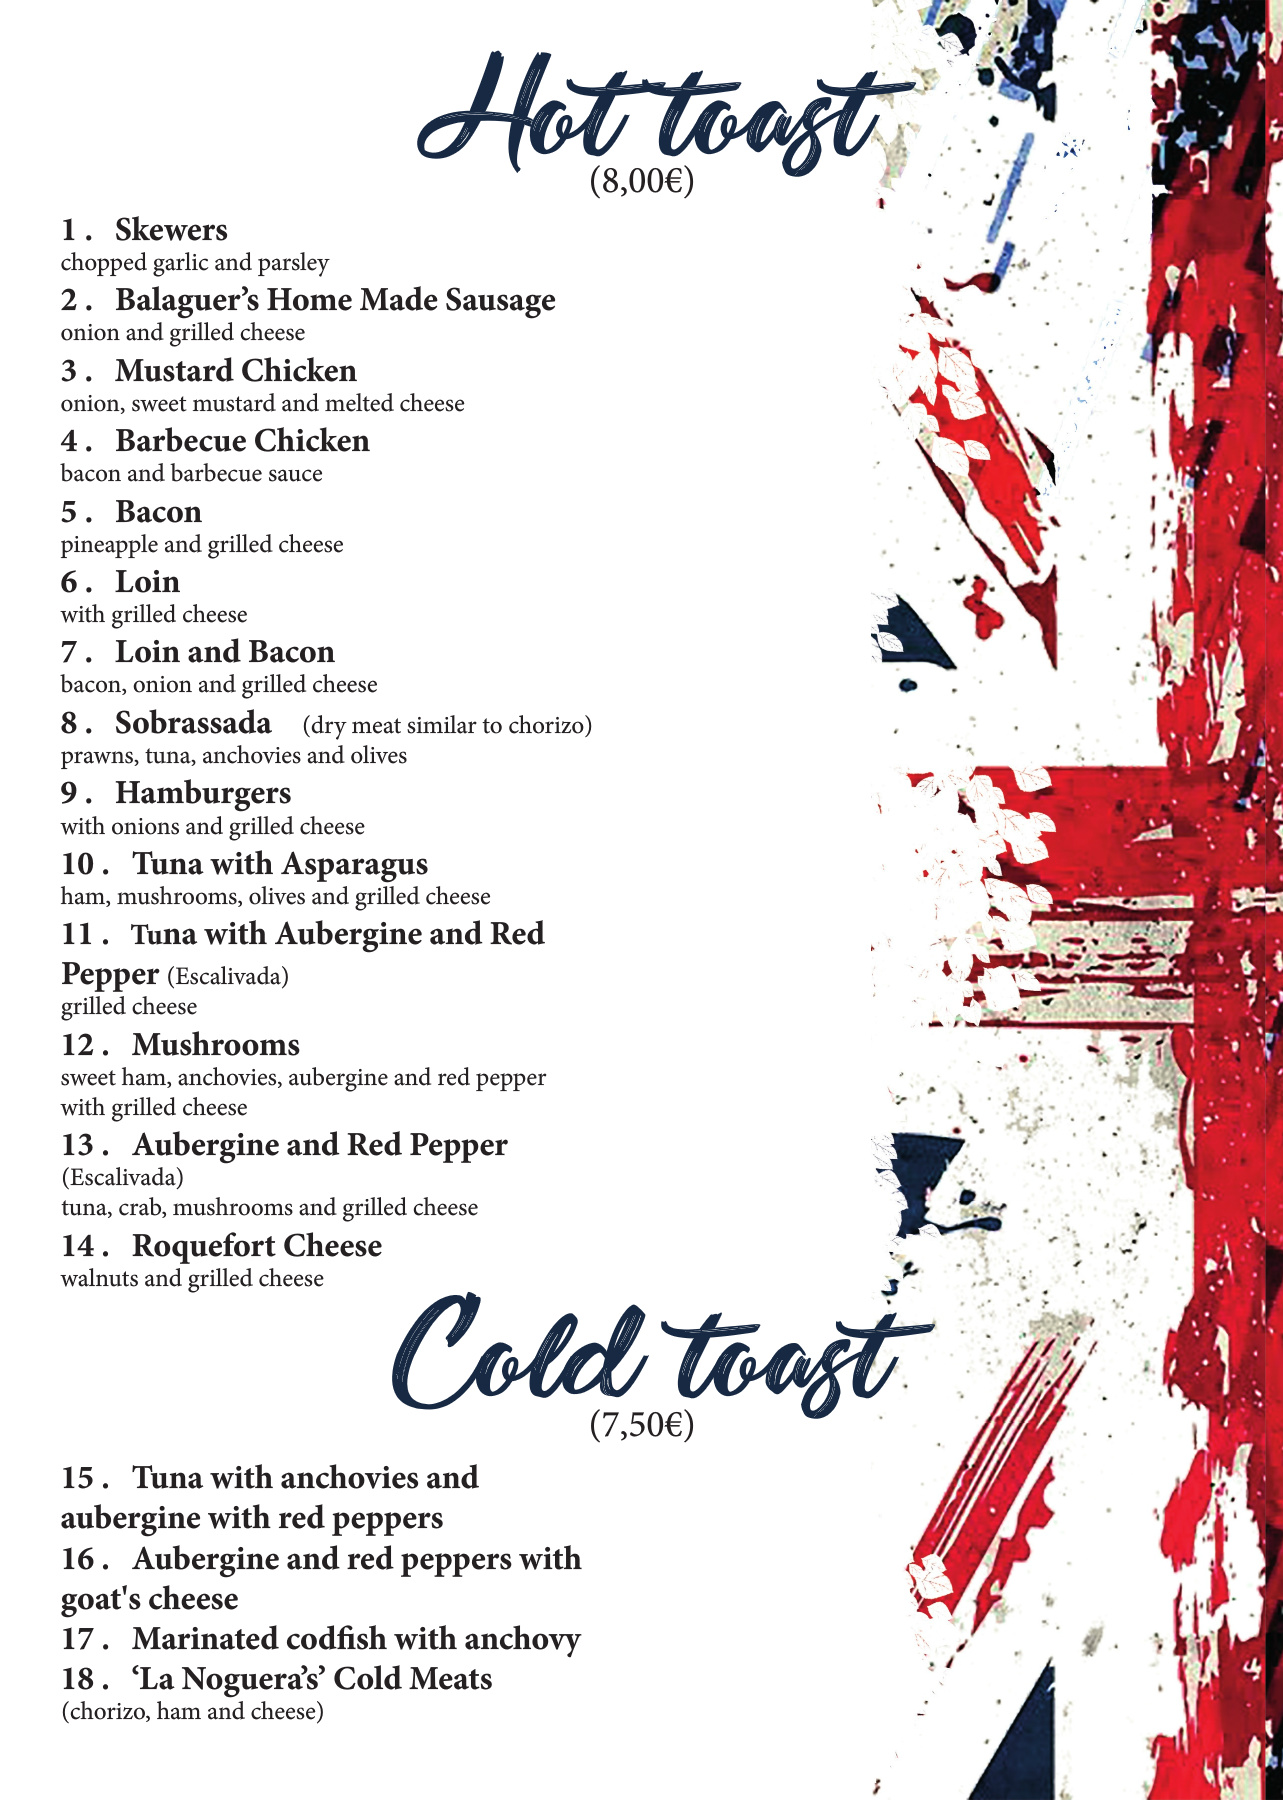 Hot toast
(8,00€)
1 . Skewers
chopped garlic and parsley
2 . Balaguer’s Home Made Sausage
onion and grilled cheese
3 . Mustard Chicken
onion, sweet mustard and melted cheese
4 . Barbecue Chicken
bacon and barbecue sauce
5 . Bacon
pineapple and grilled cheese
6 . Loin
with grilled cheese
7 . Loin and Bacon
bacon, onion and grilled cheese
8 . Sobrassada (dry meat similar to chorizo)
prawns, tuna, anchovies and olives
9 . Hamburgers
with onions and grilled cheese
10 . Tuna with Asparagus
ham, mushrooms, olives and grilled cheese
11 . Tuna with Aubergine and Red
Pepper (Escalivada)
grilled cheese
12 . Mushrooms
sweet ham, anchovies, aubergine and red pepper
with grilled cheese
13 . Aubergine and Red Pepper
(Escalivada)
tuna, crab, mushrooms and grilled cheese
14 . Roquefort Cheese
walnuts and grilled cheese
Cold toast
(7,50€)
15 . Tuna with anchovies and
aubergine with red peppers
16 . Aubergine and red peppers with
goat's cheese
17 . Marinated codfish with anchovy
18 . ‘La Noguera’s’ Cold Meats
(chorizo, ham and cheese)